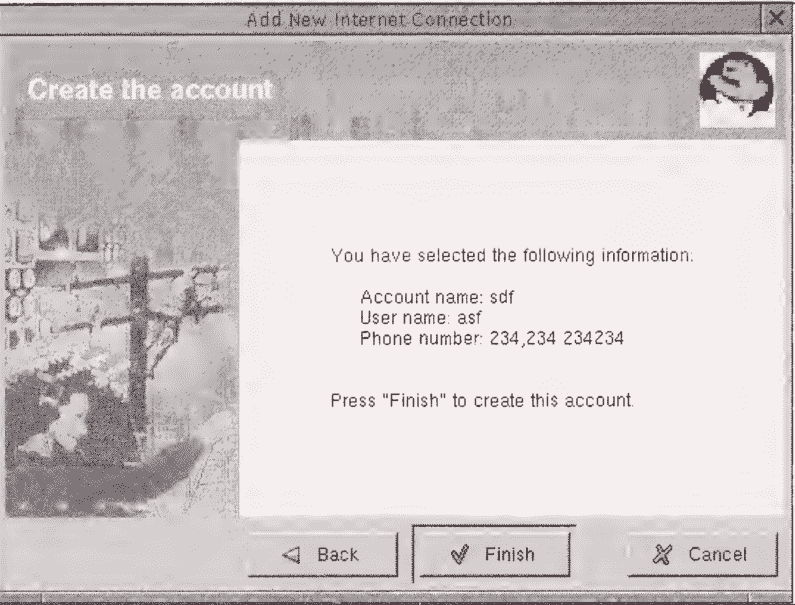 Add New Internet Connection
Create the account
You have selected the following information:
Account name: sdf
User name: asf
Phone number: 234,234 234234
Press "Finish" to create this account.
Back
Finish
Cancel